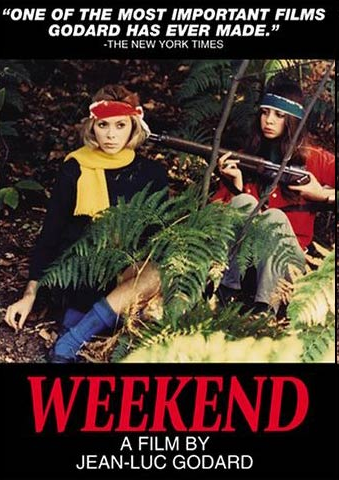 “ONE OF THE MOST IMPORTANT FILMS
GODARD HAS EVER MADE.”
-THE NEW YORK TIMES
WEEKEND
A FILM BY
JEAN-LUC GODARD